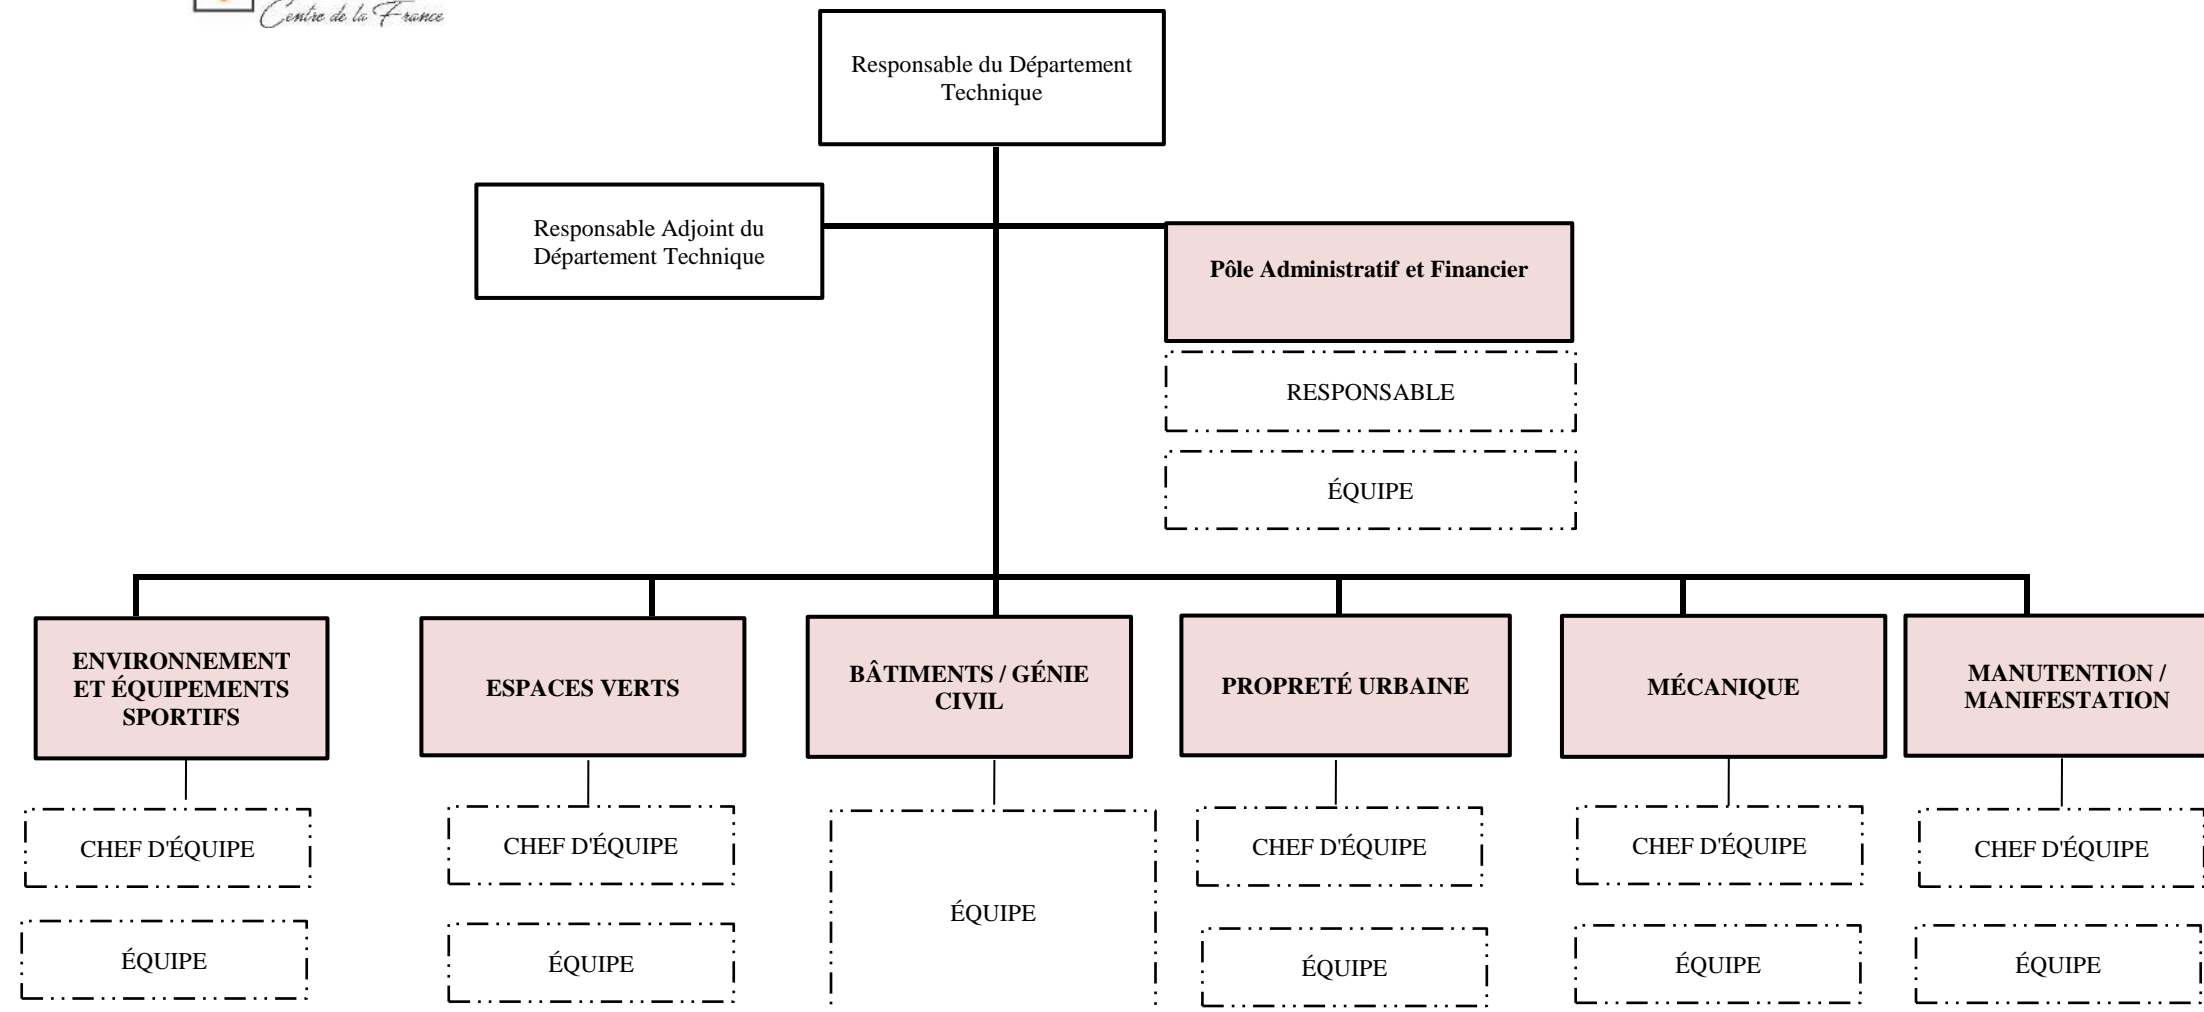 Centre de la France
Responsable du Département
Technique
Responsable Adjoint du
Département Technique
Pôle Administratif et Financier
RESPONSABLE
ÉQUIPE
ENVIRONNEMENT
ET ÉQUIPEMENTS
SPORTIFS
ESPACES VERTS
BÂTIMENTS / GÉNIE
CIVIL
PROPRETÉ URBAINE
MÉCANIQUE
MANUTENTION /
MANIFESTATION
CHEF D'ÉQUIPE
CHEF D'ÉQUIPE
ÉQUIPE
CHEF D'ÉQUIPE
CHEF D'ÉQUIPE
CHEF D'ÉQUIPE
ÉQUIPE
ÉQUIPE
ÉQUIPE
ÉQUIPE
ÉQUIPE